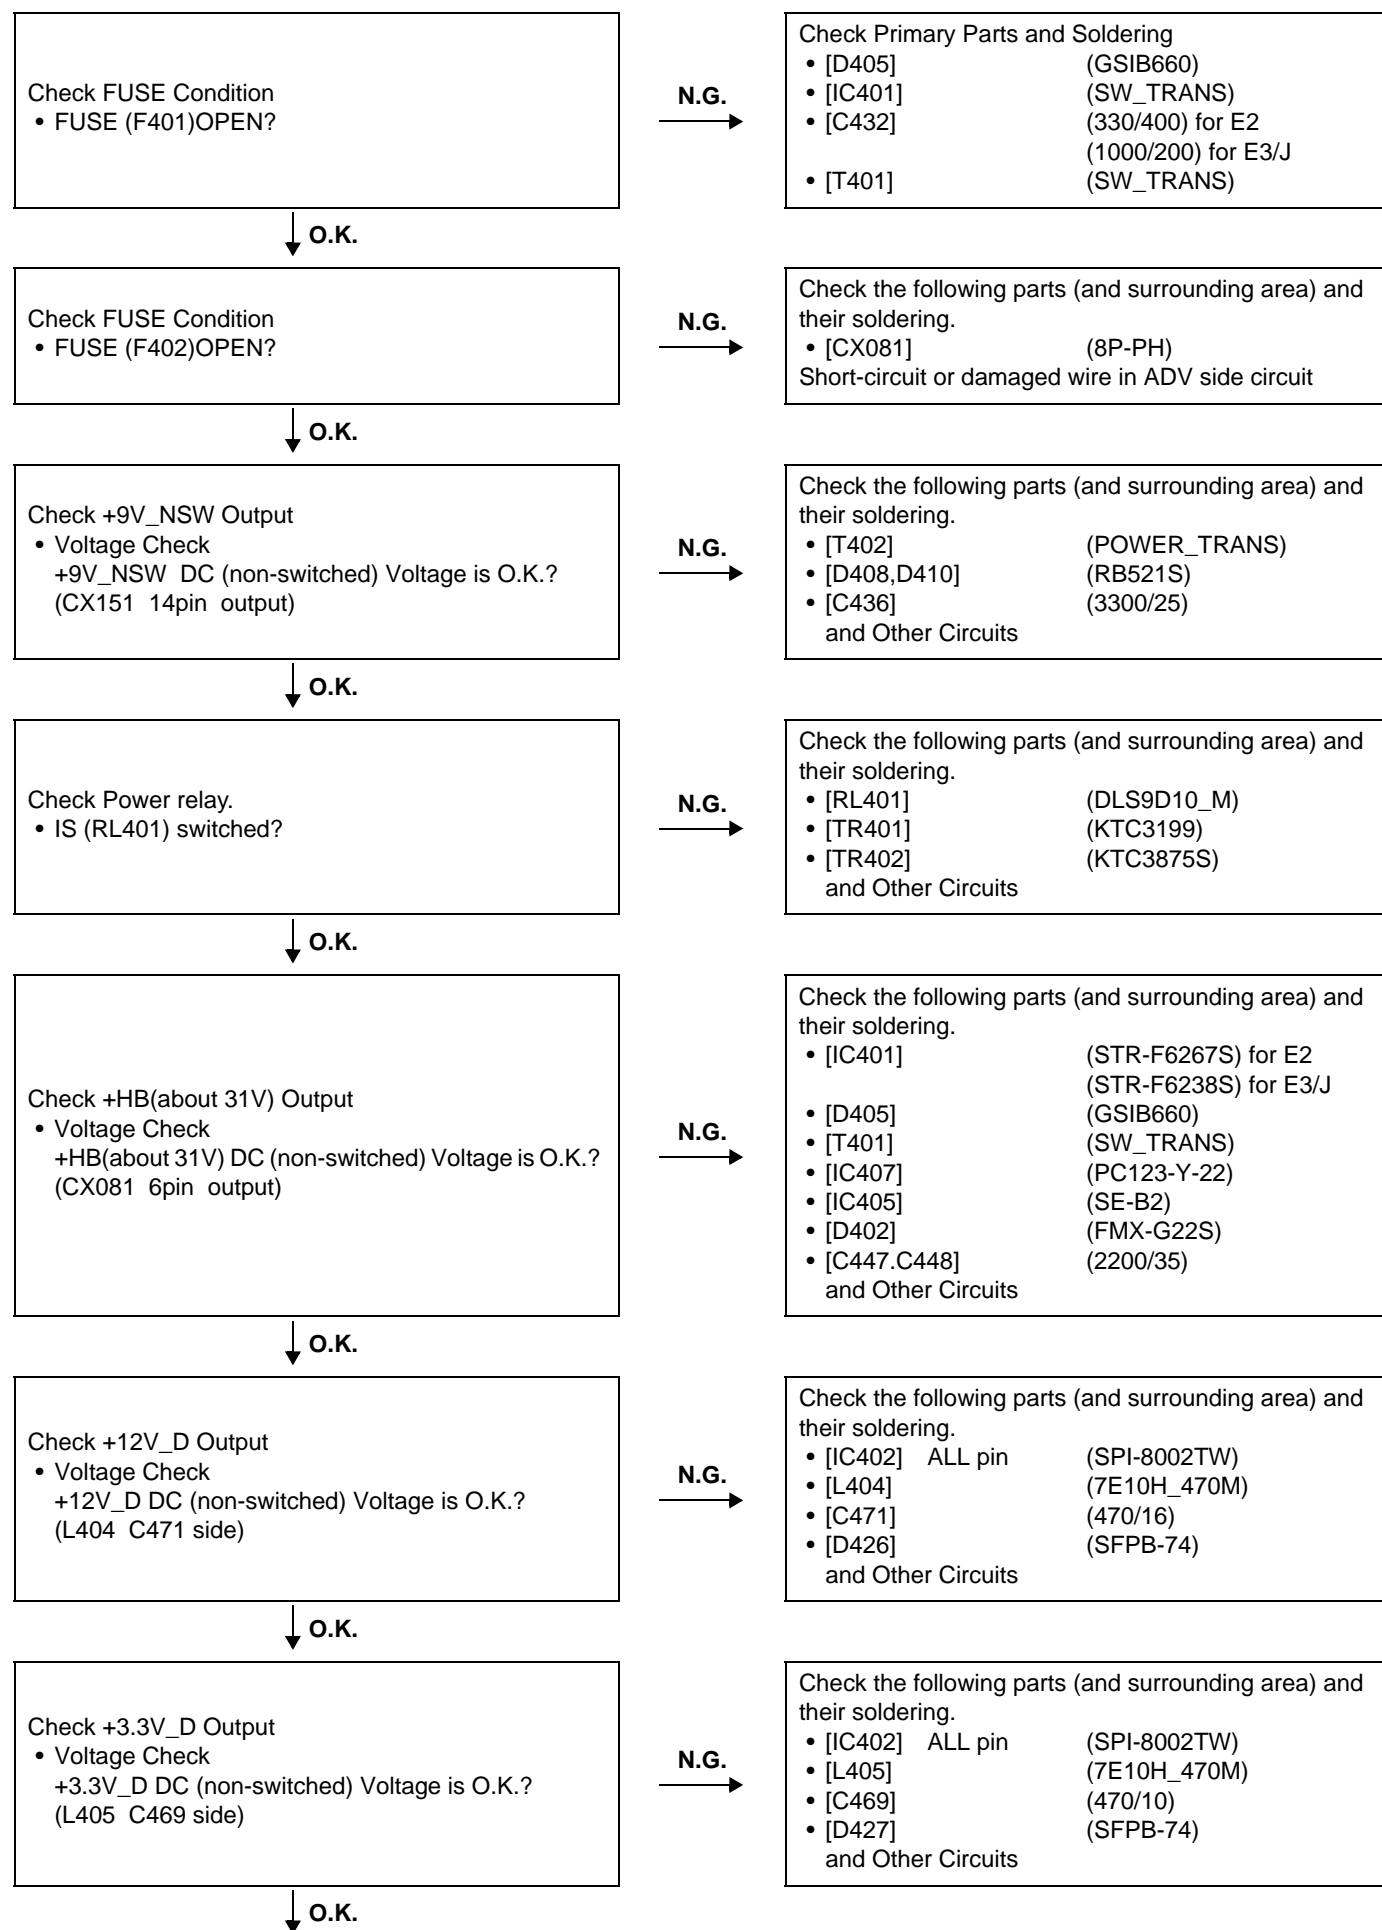 Check FUSE Condition
• FUSE (F401)OPEN?
N.G.
Check Primary Parts and Soldering
• [D405] (GSIB660)
• [IC401] (SW_TRANS)
• [C432] (330/400) for E2
(1000/200) for E3/J
• [T401] (SW_TRANS)
O.K.
Check FUSE Condition
• FUSE (F402)OPEN?
N.G.
Check the following parts (and surrounding area) and
their soldering.
• [CX081] (8P-PH)
Short-circuit or damaged wire in ADV side circuit
O.K.
Check +9V_NSW Output
• Voltage Check
+9V_NSW DC (non-switched) Voltage is O.K.?
(CX151 14pin output)
N.G.
Check the following parts (and surrounding area) and
their soldering.
• [T402] (POWER_TRANS)
• [D408,D410] (RB521S)
• [C436] (3300/25)
and Other Circuits
O.K.
Check Power relay.
• IS (RL401) switched?
N.G.
Check the following parts (and surrounding area) and
their soldering.
• [RL401] (DLS9D10_M)
• [TR401] (KTC3199)
• [TR402] (KTC3875S)
and Other Circuits
O.K.
Check +HB(about 31V) Output
• Voltage Check
+HB(about 31V) DC (non-switched) Voltage is O.K.?
(CX081 6pin output)
N.G.
Check the following parts (and surrounding area) and
their soldering.
• [IC401] (STR-F6267S) for E2
(STR-F6238S) for E3/J
• [D405] (GSIB660)
• [T401] (SW_TRANS)
• [IC407] (PC123-Y-22)
• [IC405] (SE-B2)
• [D402] (FMX-G22S)
• [C447.C448] (2200/35)
and Other Circuits
O.K.
Check +12V_D Output
• Voltage Check
+12V_D DC (non-switched) Voltage is O.K.?
(L404 C471 side)
N.G.
Check the following parts (and surrounding area) and
their soldering.
• [IC402] ALL pin (SPI-8002TW)
• [L404] (7E10H_470M)
• [C471] (470/16)
• [D426] (SFPB-74)
and Other Circuits
O.K.
Check +3.3V_D Output
• Voltage Check
+3.3V_D DC (non-switched) Voltage is O.K.?
(L405 C469 side)
N.G.
Check the following parts (and surrounding area) and
their soldering.
• [IC402] ALL pin (SPI-8002TW)
• [L405] (7E10H_470M)
• [C469] (470/10)
• [D427] (SFPB-74)
and Other Circuits
O.K.